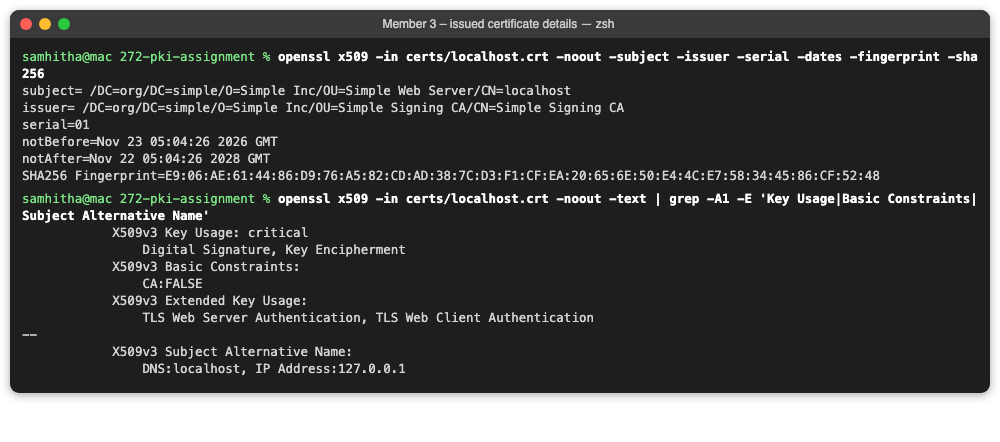 Member 3 – issued certificate details — zsh
samhitha@mac 272-pki-assignment % openssl x509 -in certs/localhost.crt -noout -subject -issuer -serial -dates -fingerprint -sha
256
subject= /DC=org/DC=simple/O=Simple Inc/OU=Simple Web Server/CN=localhost
issuer= /DC=org/DC=simple/O=Simple Inc/OU=Simple Signing CA/CN=Simple Signing CA
serial=01
notBefore=Nov 23 05:04:26 2026 GMT
notAfter=Nov 22 05:04:26 2028 GMT
SHA256 Fingerprint=E9:06:AE:61:44:86:D9:76:A5:82:CD:AD:38:7C:D3:F1:CF:EA:20:65:6E:50:E4:4C:E7:58:34:45:86:CF:52:48
samhitha@mac 272-pki-assignment % openssl x509 -in certs/localhost.crt -noout -text | grep -A1 -E 'Key Usage|Basic Constraints|
Subject Alternative Name'
X509v3 Key Usage: critical
Digital Signature, Key Encipherment
X509v3 Basic Constraints:
CA:FALSE
X509v3 Extended Key Usage:
TLS Web Server Authentication, TLS Web Client Authentication
--
X509v3 Subject Alternative Name:
DNS:localhost, IP Address:127.0.0.1